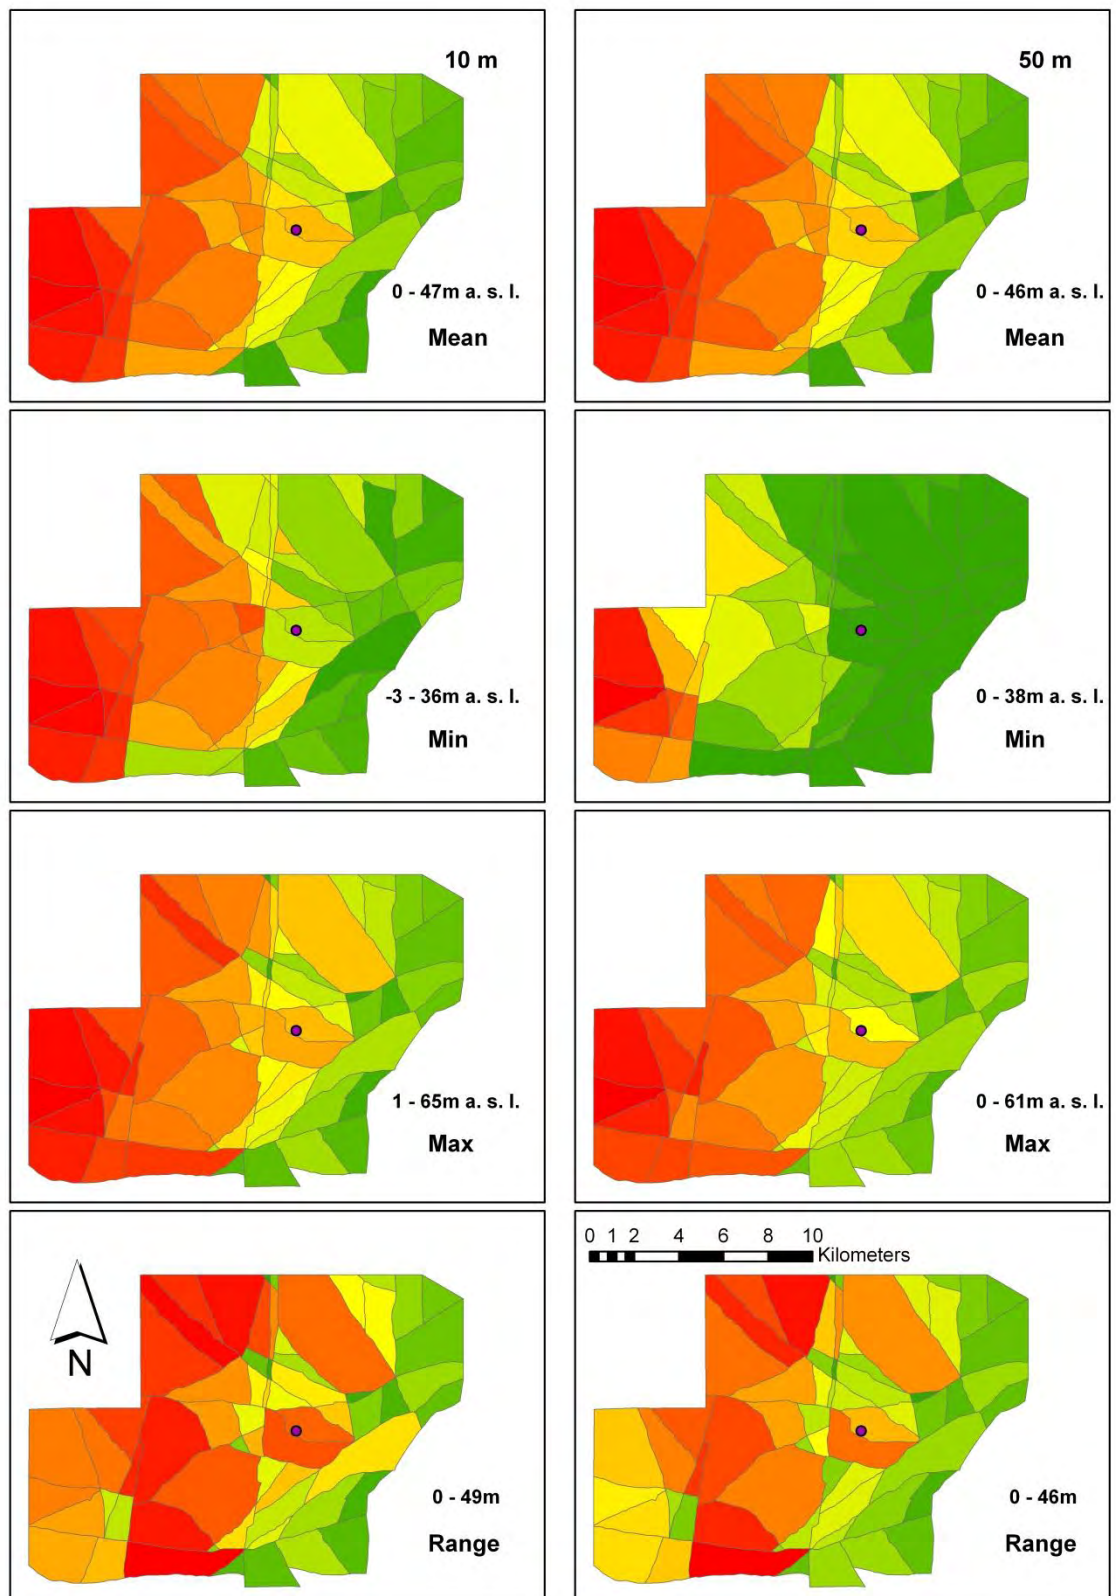 10 m
50 m
0 - 47m a. s. l.
Mean
0 - 46m a. s. l.
Mean
-3 - 36m a. s. l.
Min
0 - 38m a. s. l.
Min
1 - 65m a. s. l.
Max
0 - 61m a. s. l.
Max
N
0 - 49m
Range
0 1 2 4 6 8 10
Kilometers
0 - 46m
Range